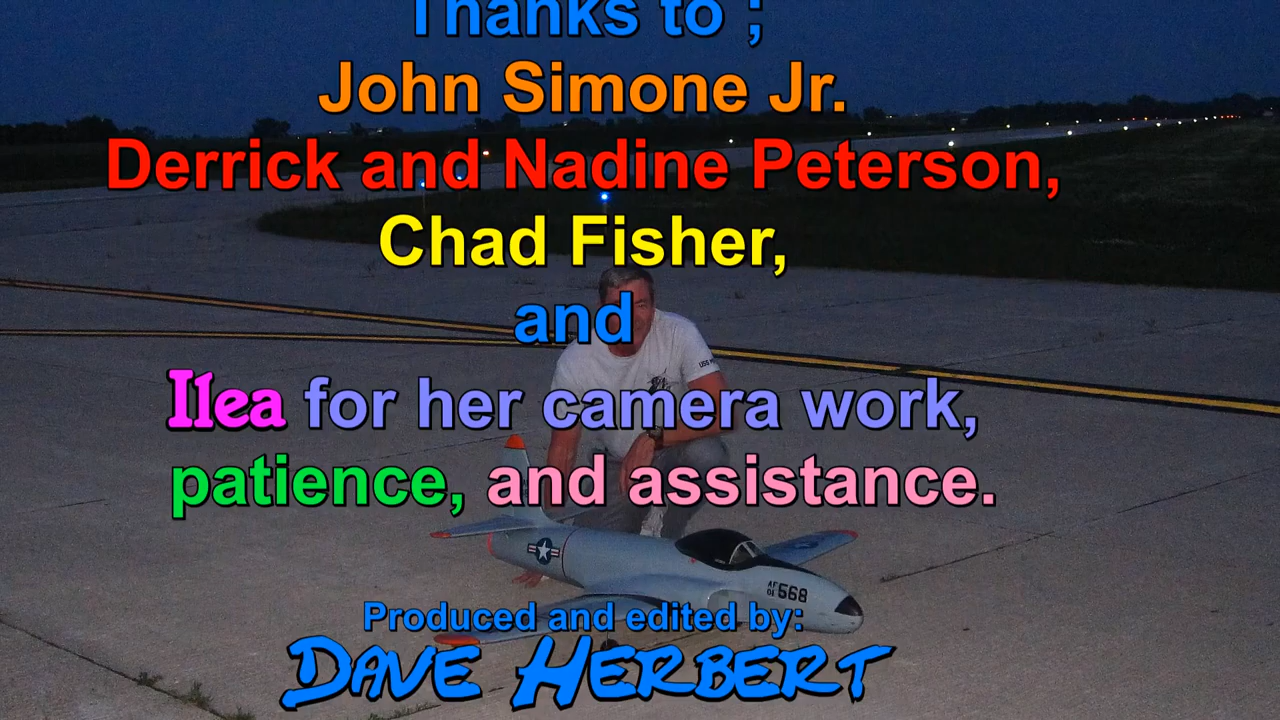 Thanks to ;
John Simone Jr.
Derrick and Nadine Peterson,
Chad Fisher,
and
Ilea for her camera work,
patience, and assistance.
568
Produced and edited by:
DAVE HERBERT